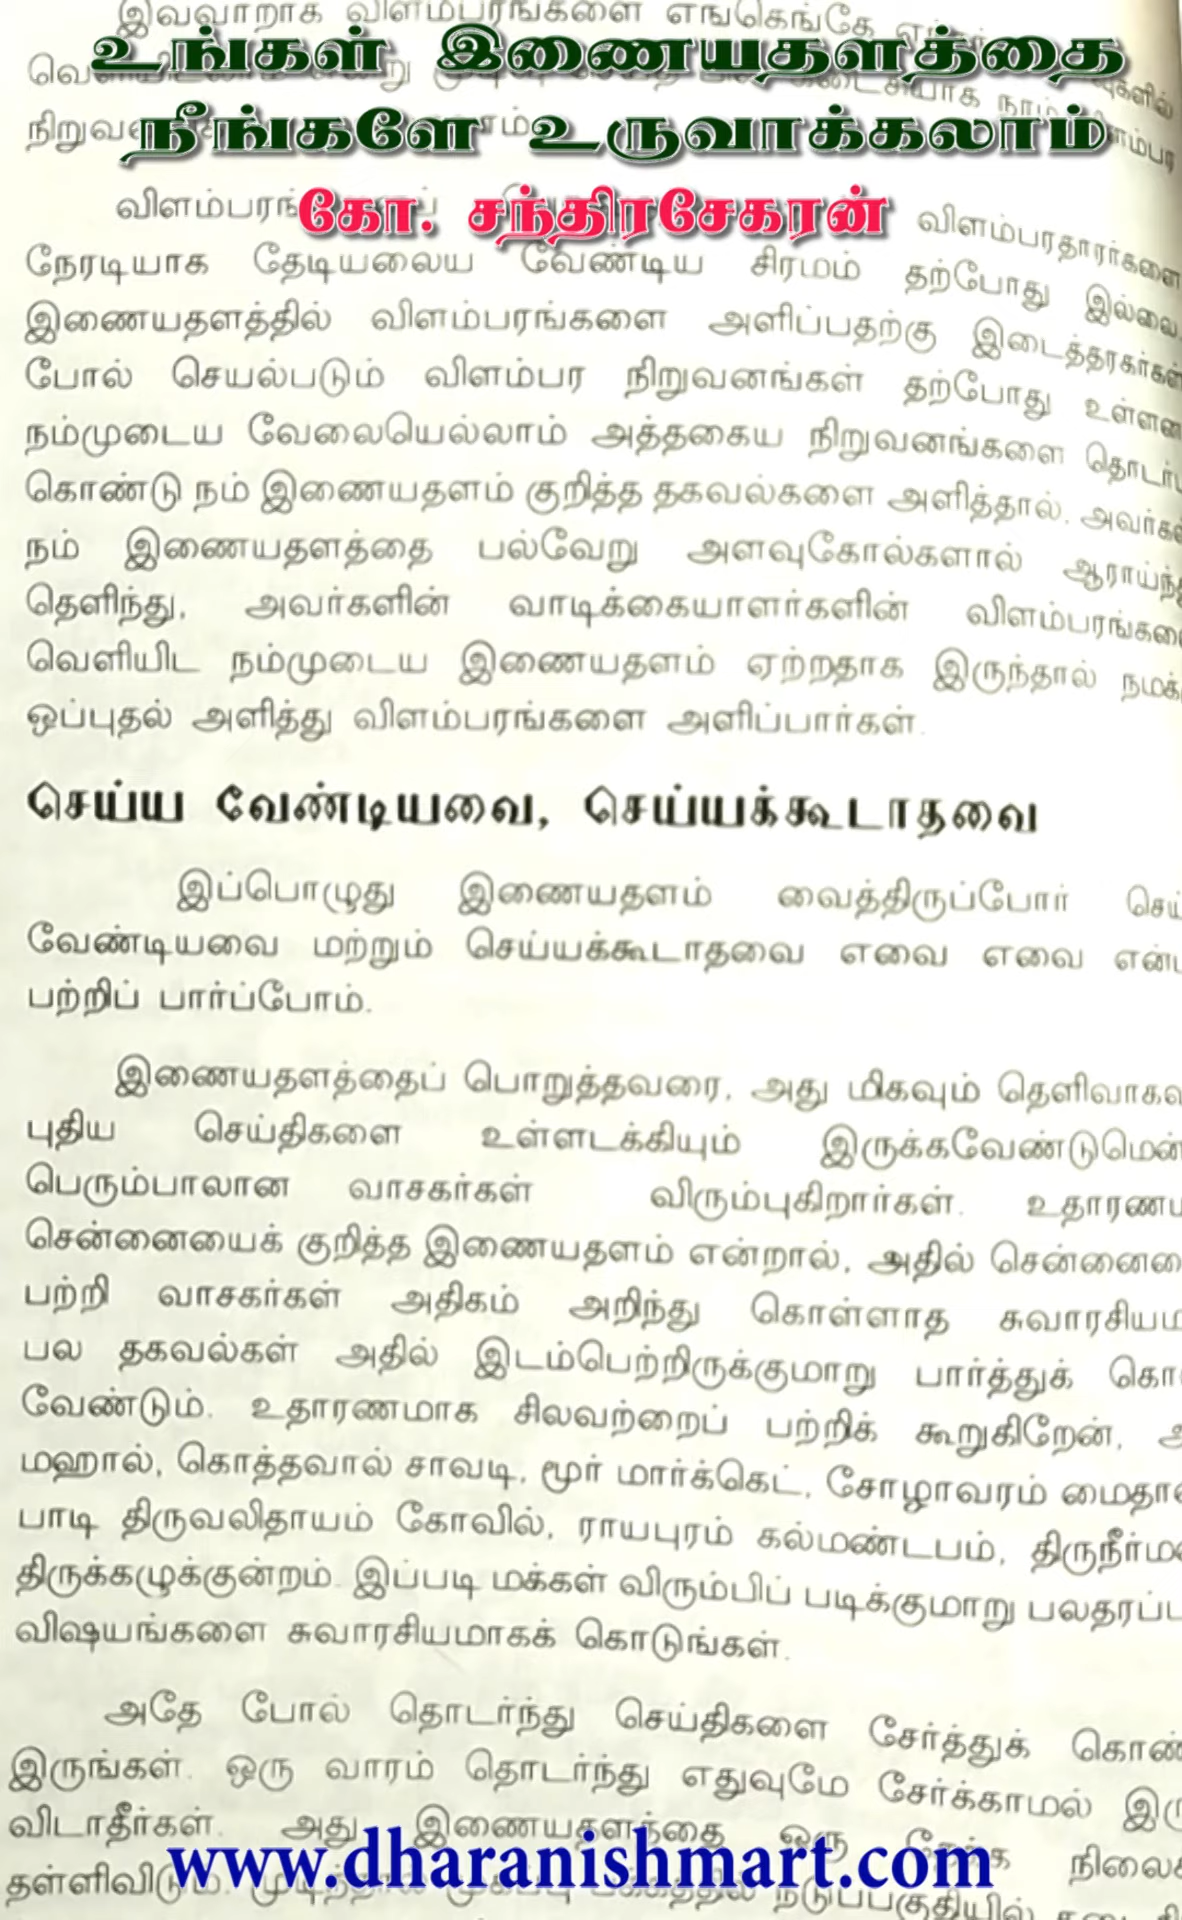 இவ்வாறாக விளம்பரங்களை எங்கெங்கே
உங்கள் இணையதளத்தை
நீங்களே உருவாக்கலாம்
கோ. சந்திரசேகரன்
விளம்பரதாரர்களை
நேரடியாக தேடியலைய வேண்டிய சிரமம் தற்போது இல்லை.
இணையதளத்தில் விளம்பரங்களை அளிப்பதற்கு இடைத்தரகர்கள்
போல் செயல்படும் விளம்பர நிறுவனங்கள் தற்போது உள்ளன
நம்முடைய வேலையெல்லாம் அத்தகைய நிறுவனங்களை
கொண்டு நம் இணையதளம் குறித்த தகவல்களை அளித்தால்,
நம் இணையதளத்தை பல்வேறு அளவுகோல்களால்
தெளிந்து, அவர்களின் வாடிக்கையாளர்களின்
வெளியிட நம்முடைய இணையதளம் ஏற்றதாக இருந்தால்
ஒப்புதல் அளித்து விளம்பரங்களை அளிப்பார்கள்.
செய்ய வேண்டியவை, செய்யக்கூடாதவை
இப்பொழுது இணையதளம் வைத்திருப்போர்
வேண்டியவை மற்றும் செய்யக்கூடாதவை எவை எவை
பற்றிப் பார்ப்போம்.
இணையதளத்தைப் பொறுத்தவரை, அது மிகவும்
புதிய செய்திகளை உள்ளடக்கியும்
பெரும்பாலான வாசகர்கள் விரும்புகிறார்கள்.
சென்னையைக் குறித்த இணையதளம் என்றால், அதில்
பற்றி வாசகர்கள் அதிகம் அறிந்து கொள்ளாத
பல தகவல்கள் அதில் இடம்பெற்றிருக்குமாறு பார்த்துக்
வேண்டும். உதாரணமாக சிலவற்றைப் பற்றிக் கூறுகிறேன்,
மஹால், கொத்தவால் சாவடி, மூர் மார்க்கெட், சோழாவரம்
பாடி திருவலிதாயம் கோவில், ராயபுரம் கல்மண்டபம்,
திருக்கழுக்குன்றம். இப்படி மக்கள் விரும்பிப் படிக்குமாறு
விஷயங்களை சுவாரசியமாகக் கொடுங்கள்.
அதே போல் தொடர்ந்து செய்திகளை சேர்த்துக்
இருங்கள். ஒரு வாரம் தொடர்ந்து எதுவுமே சேர்க்காமல்
விடாதீர்கள். அது இணையதளத்தை ஒரு
www.dharanishmart.com